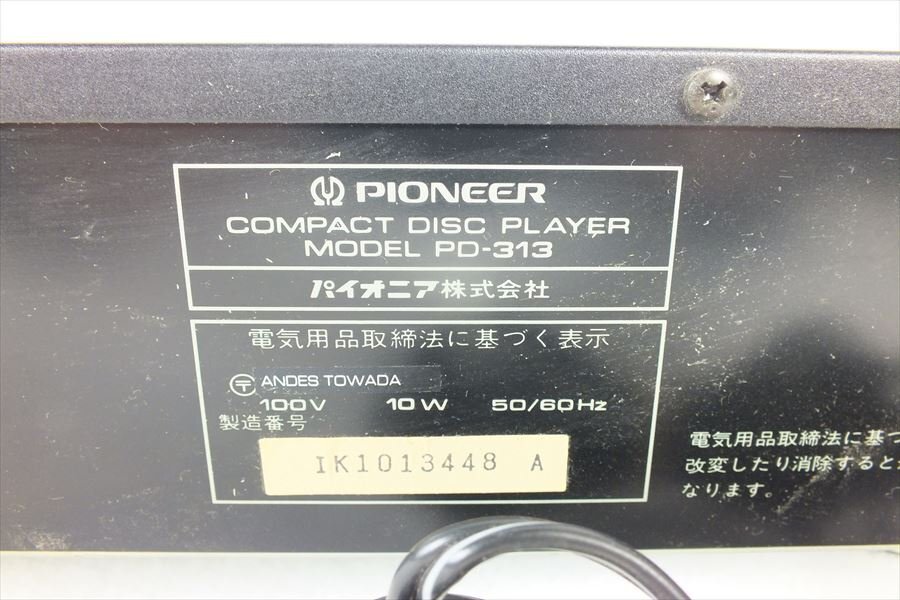 PIONEER
COMPACT DISC PLAYER
MODEL PD-313
パイオニア株式会社
電気用品取締法に基づく表示
〒 ANDES TOWADA
100V 10W 50/60Hz
製造番号
IK1013448 A
電気用品取締法に基づ
改変したり消除すると
なります。